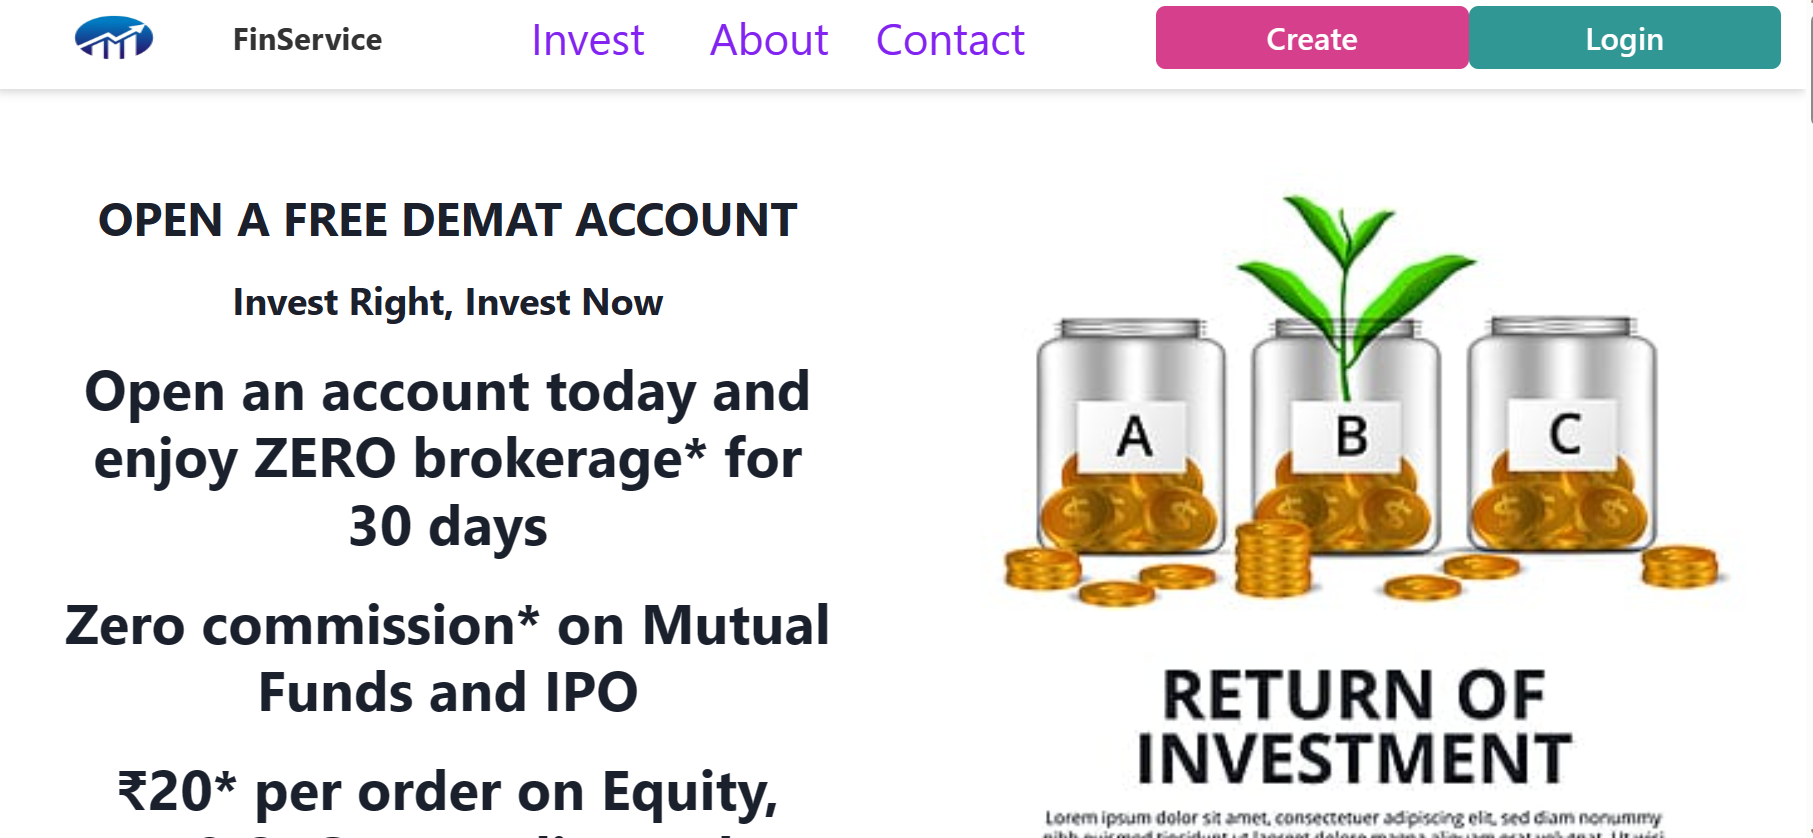 FinService
Invest
About
Contact
Create
Login
OPEN A FREE DEMAT ACCOUNT
Invest Right, Invest Now
Open an account today and
enjoy ZERO brokerage* for
30 days
Zero commission* on Mutual
Funds and IPO
₹20* per order on Equity,
A
B
C
RETURN OF
INVESTMENT
Lorem ipsum dolor sit amet, consectetuer adipiscing elit, sed diam nonummy